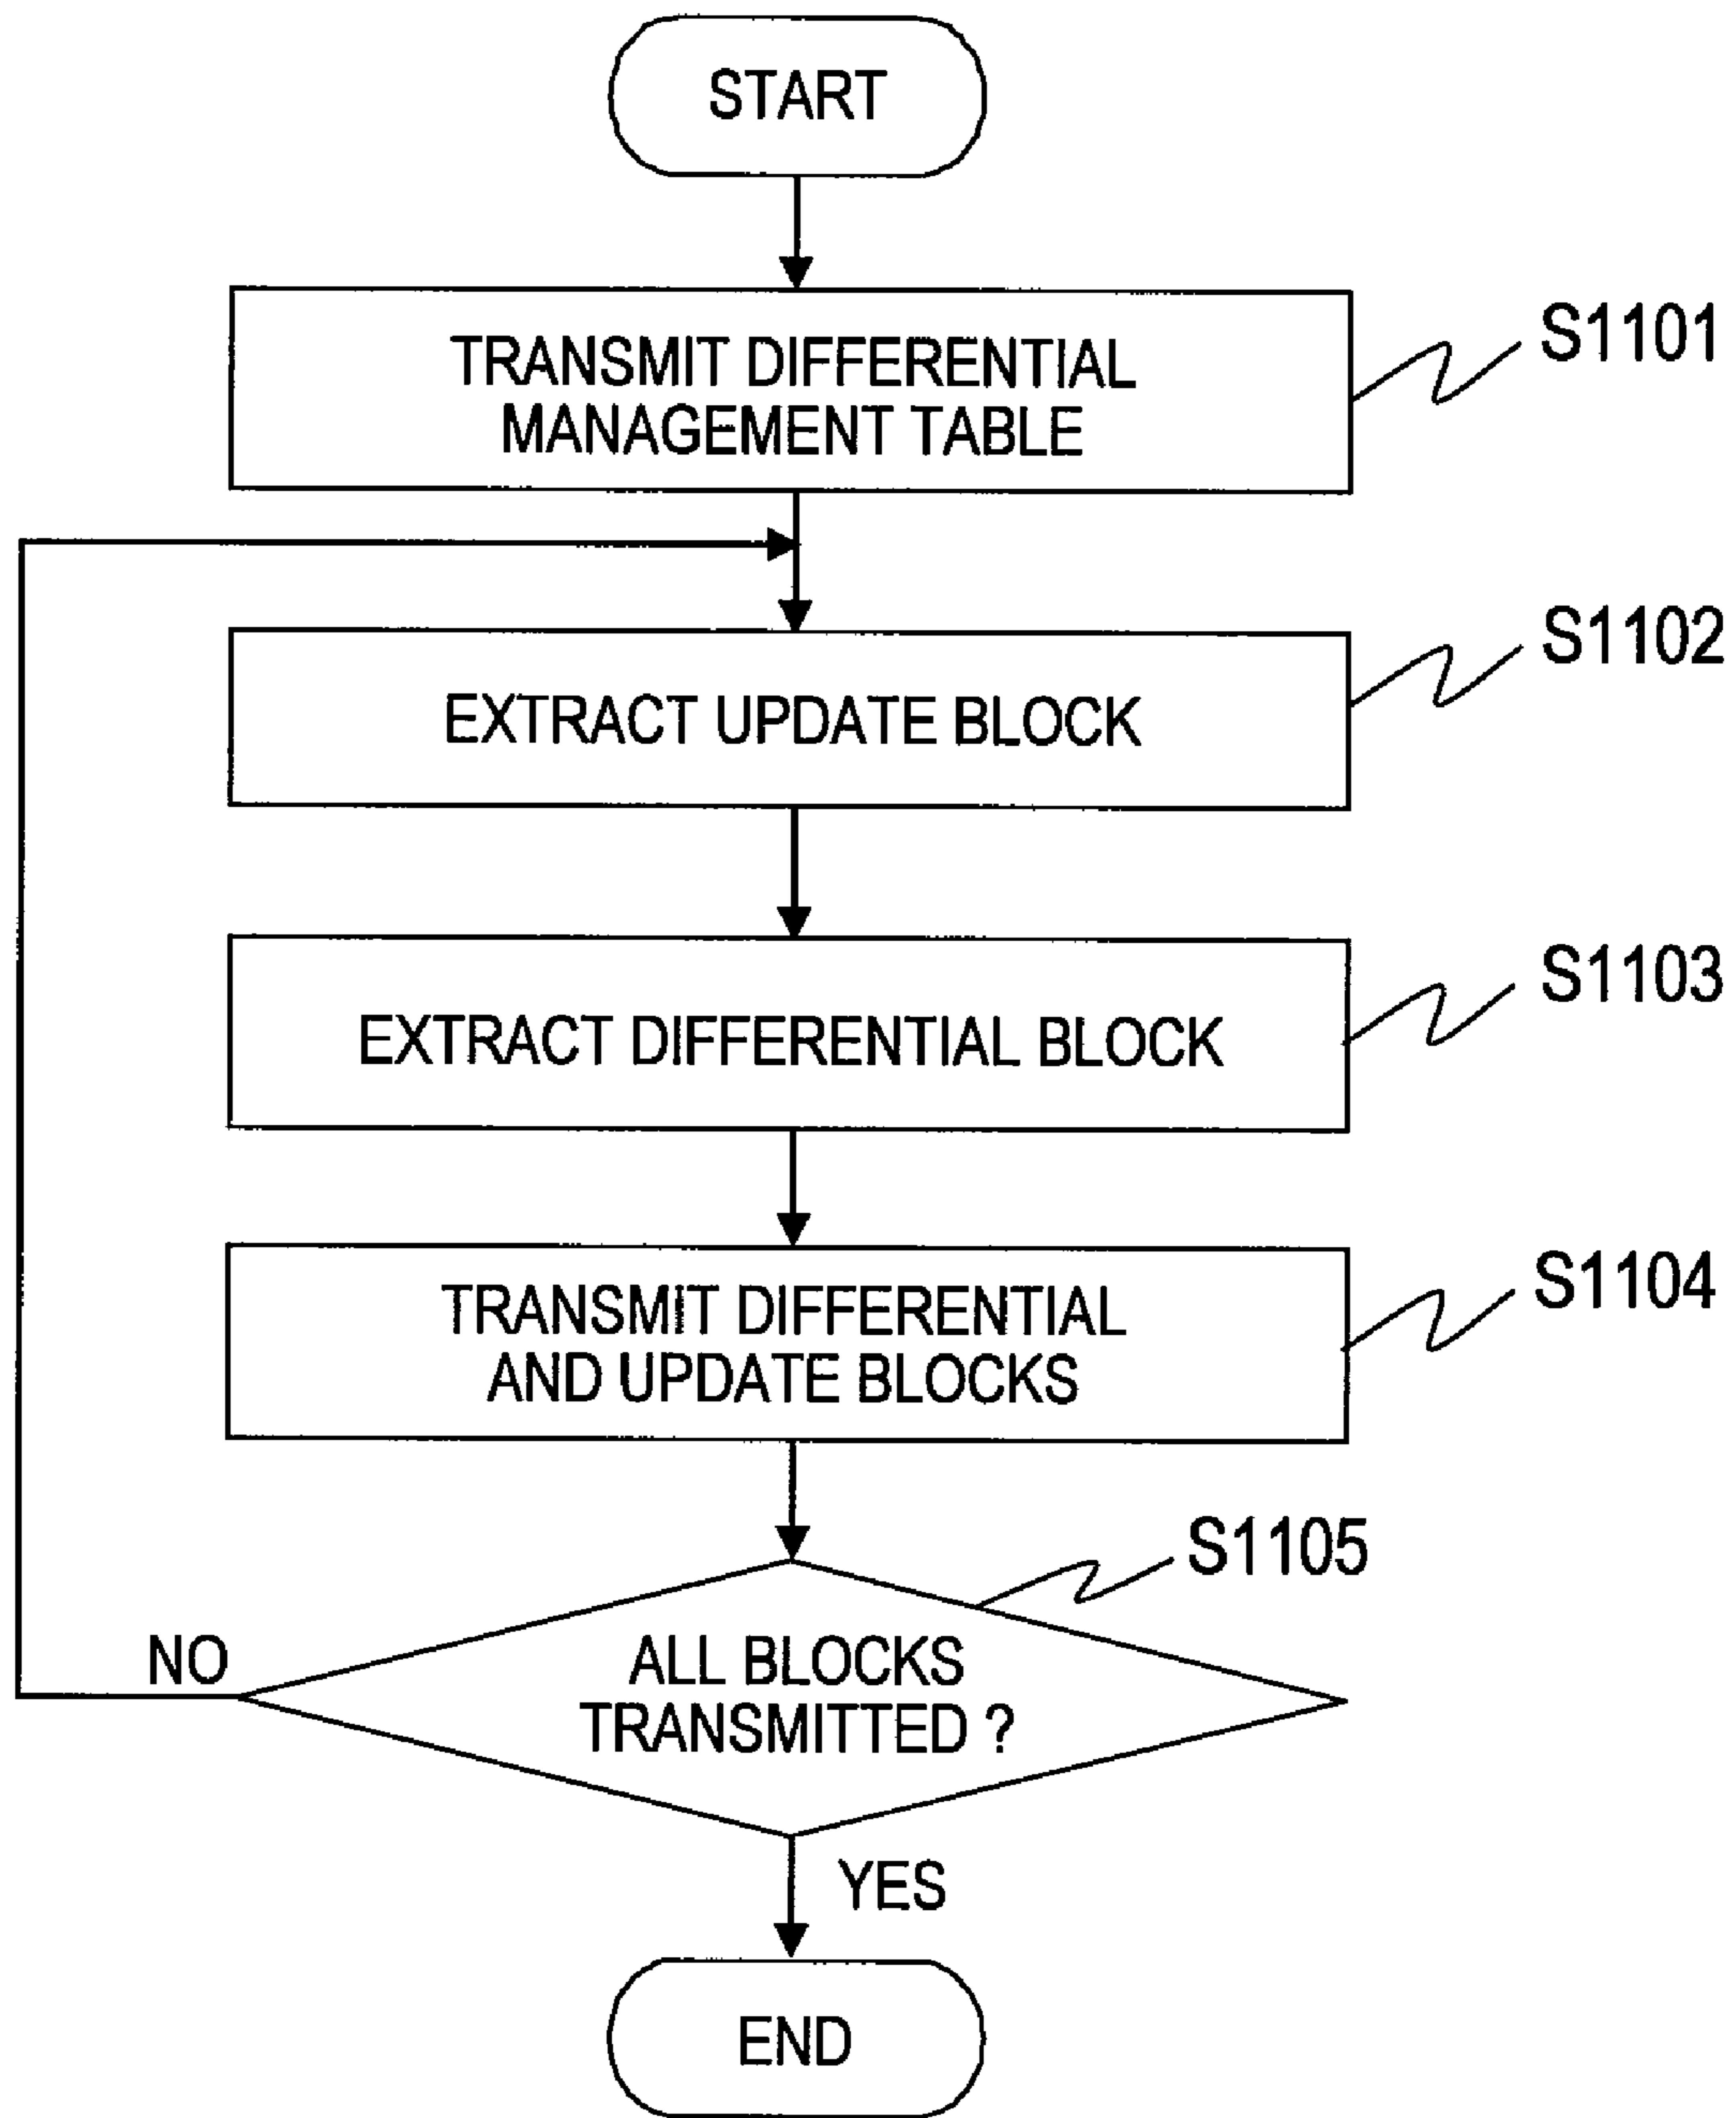 START
TRANSMIT DIFFERENTIAL
MANAGEMENT TABLE
S1101
EXTRACT UPDATE BLOCK
S1102
EXTRACT DIFFERENTIAL BLOCK
S1103
TRANSMIT DIFFERENTIAL
AND UPDATE BLOCKS
S1104
S1105
ALL BLOCKS
TRANSMITTED ?
NO
YES
END